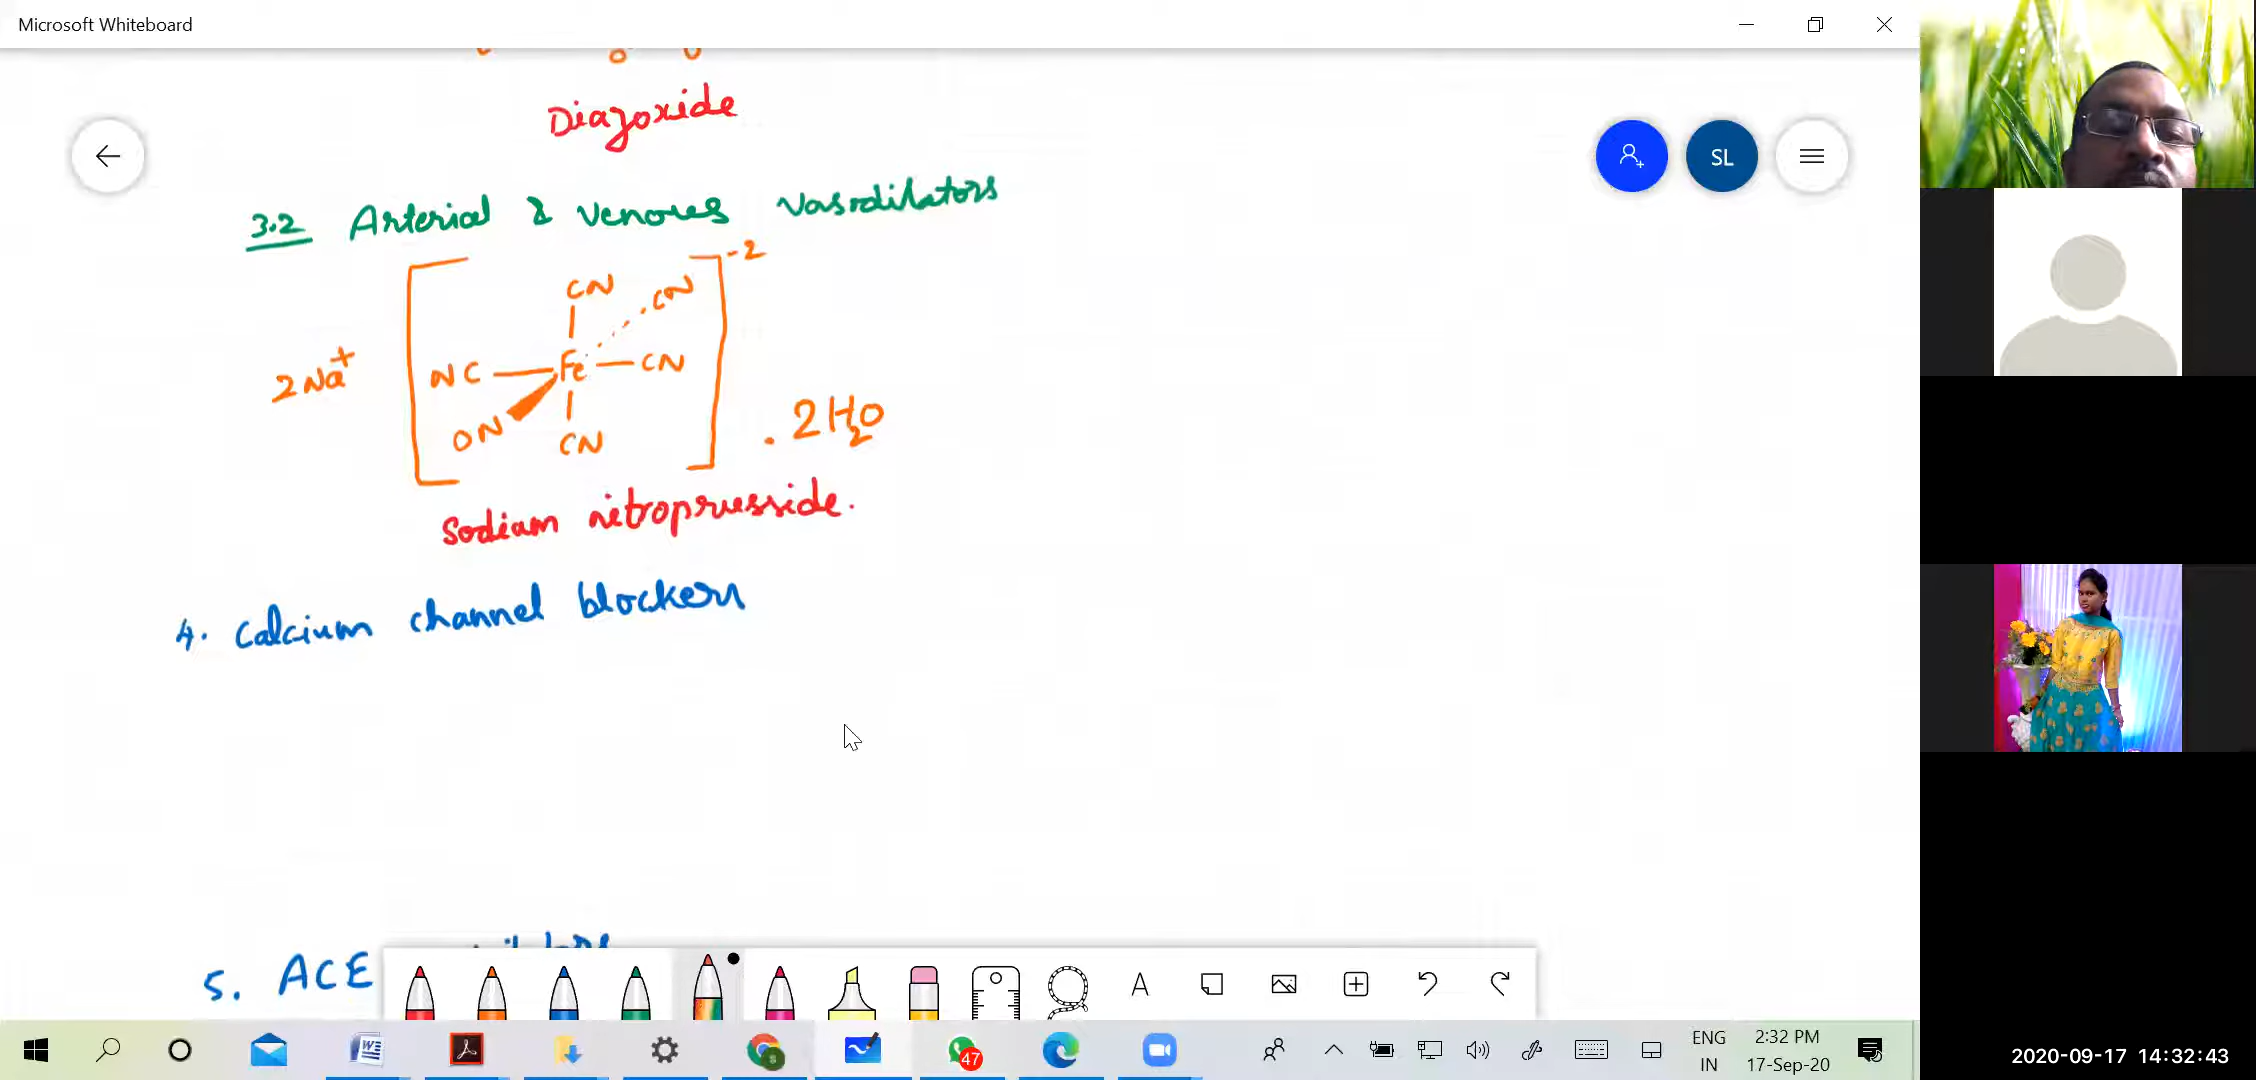 Microsoft Whiteboard
Diazoxide
SL
3.2 Arterial & venous vasodilators
-2
CN
CN
2Na+
NC Fe CN
ON
CN
. 2H2O
Sodium nitroprusside.
4. Calcium channel blockers
5. ACE
A
47
ENG
IN
2:32 PM
17-Sep-20
2020-09-17 14:32:43